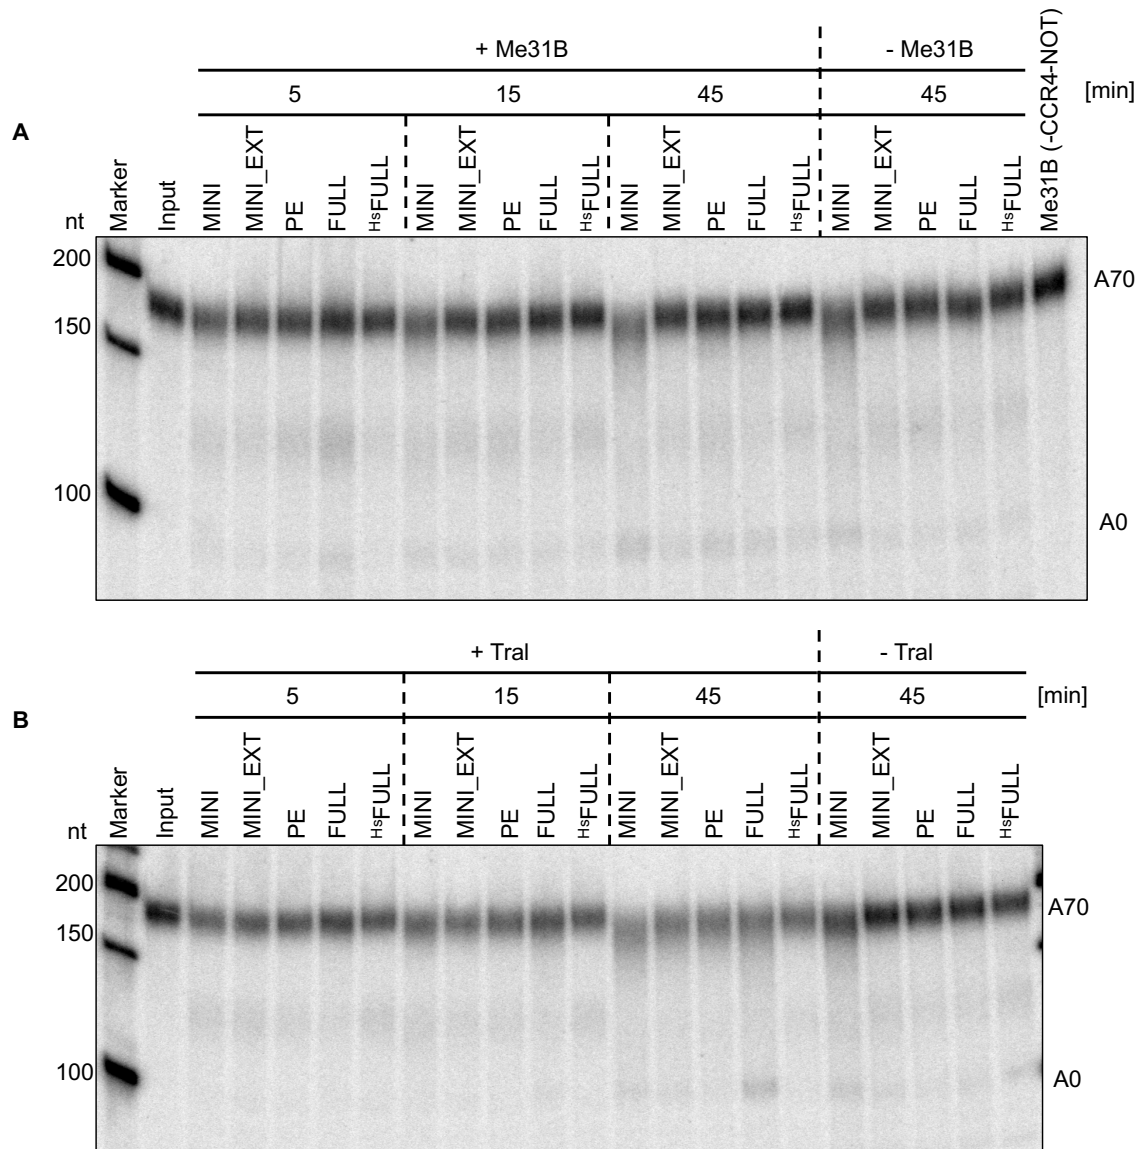 + Me31B - Me31B
5 15 45 45 [min]
A
nt Marker Input MINI MINI_EXT PE FULL HsFULL MINI MINI_EXT PE FULL HsFULL MINI MINI_EXT PE FULL HsFULL MINI MINI_EXT PE FULL HsFULL Me31B (-CCR4-NOT)
200
A70
150
100
A0
+ Tral - Tral
5 15 45 45 [min]
B
nt Marker Input MINI MINI_EXT PE FULL HsFULL MINI MINI_EXT PE FULL HsFULL MINI MINI_EXT PE FULL HsFULL MINI MINI_EXT PE FULL HsFULL
200
A70
150
100
A0